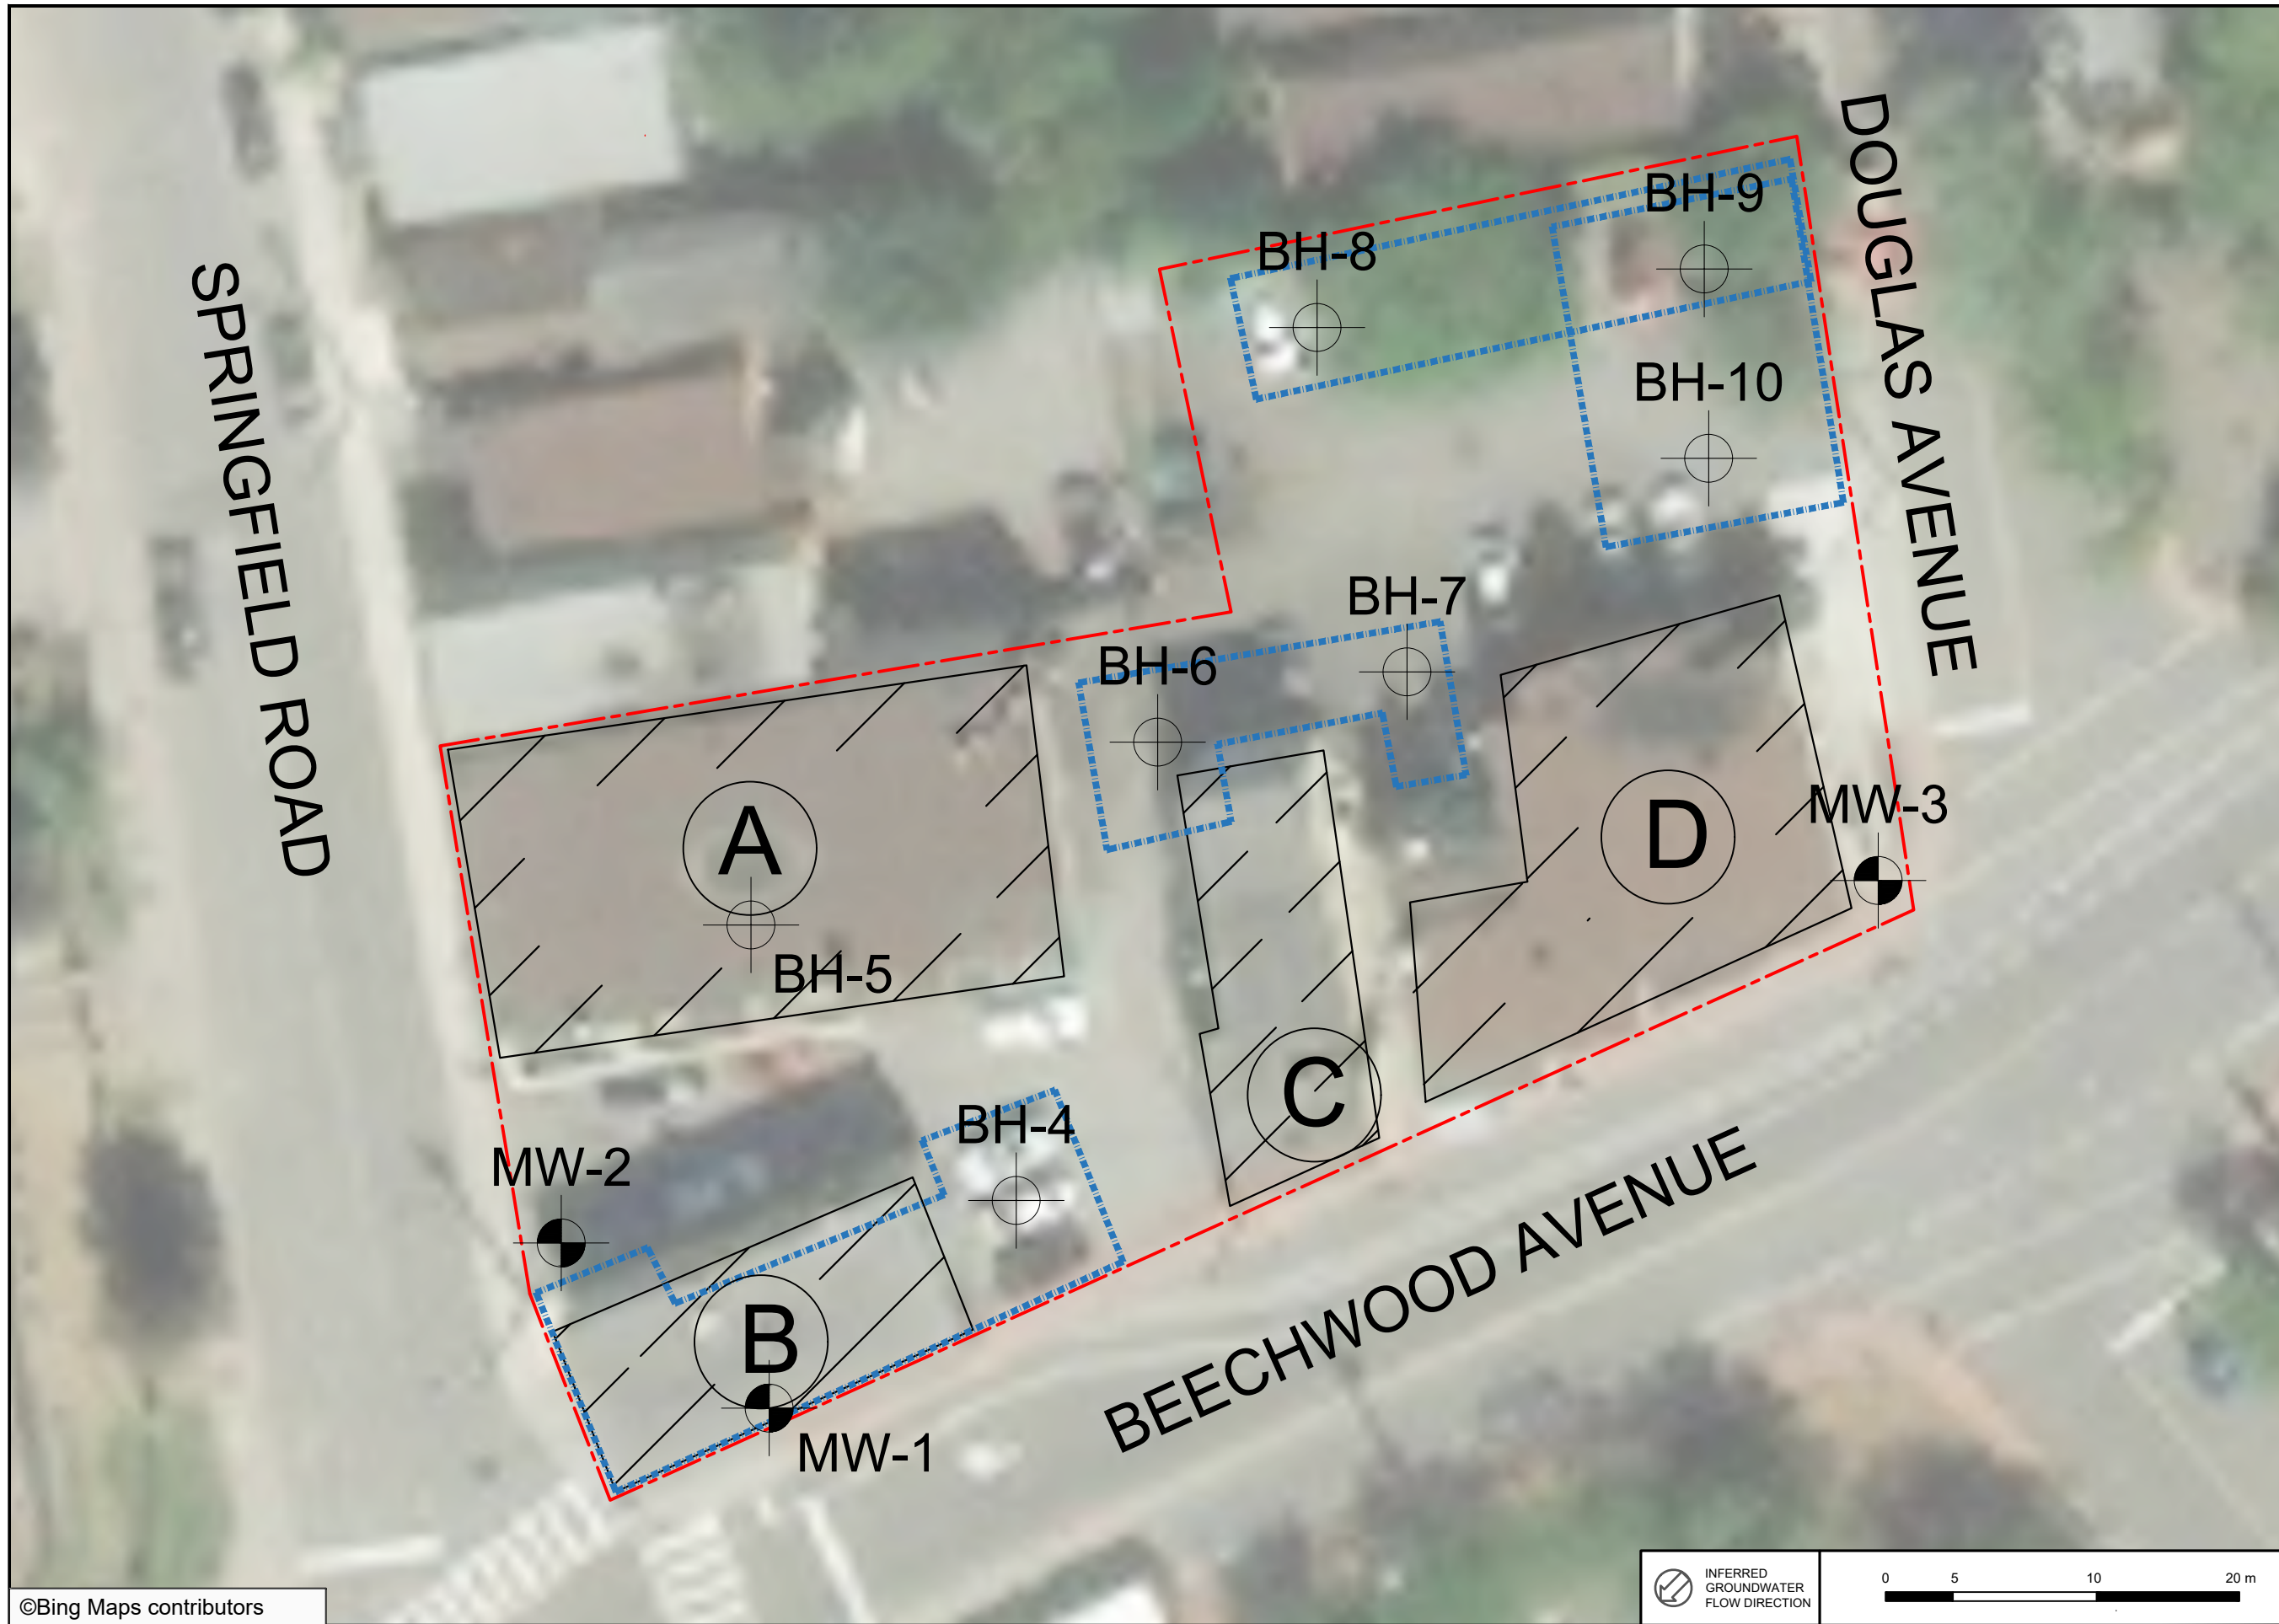 DOUGLAS AVENUE
BH-9
BH-8
SPRINGFIELD ROAD
BH-10
BH-7
BH-6
A
D
MW-3
BH-5
C
BH-4
MW-2
B
BEECHWOOD AVENUE
MW-1
INFERRED
GROUNDWATER
FLOW DIRECTION
0 5 10 20 m
©Bing Maps contributors